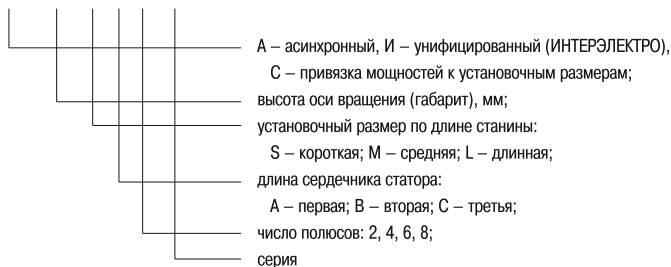 А – асинхронный, И – унифицированный (ИНТЕРЭЛЕКТРО),
С – привязка мощностей к установочным размерам;
высота оси вращения (габарит), мм;
установочный размер по длине станины:
S – короткая; M – средняя; L – длинная;
длина сердечника статора:
А – первая; В – вторая; С – третья;
число полюсов: 2, 4, 6, 8;
серия